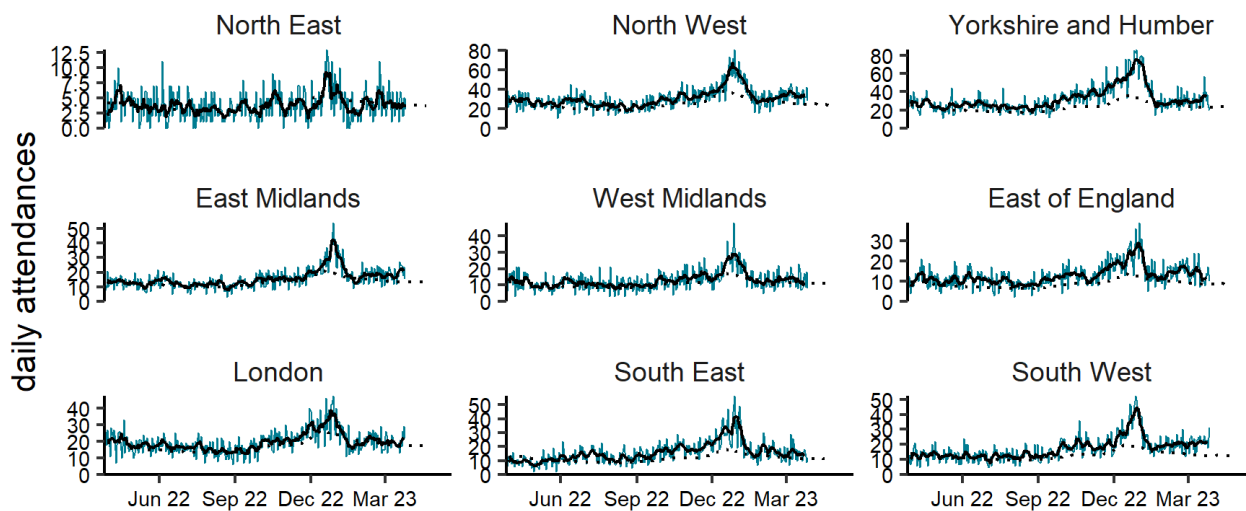 North East North West Yorkshire and Humber
12.5 80 80
10.0 60 60
7.5 40 40
5.0 20 20
2.5 0 0
0.0
daily attendances
East Midlands West Midlands East of England
50 40 30
40 30 20
30 20 10
20 10 0
10 0
0
London South East South West
40 50 50
30 40 40
20 30 30
10 20 20
0 10 10
0 0
Jun 22 Sep 22 Dec 22 Mar 23 Jun 22 Sep 22 Dec 22 Mar 23 Jun 22 Sep 22 Dec 22 Mar 23